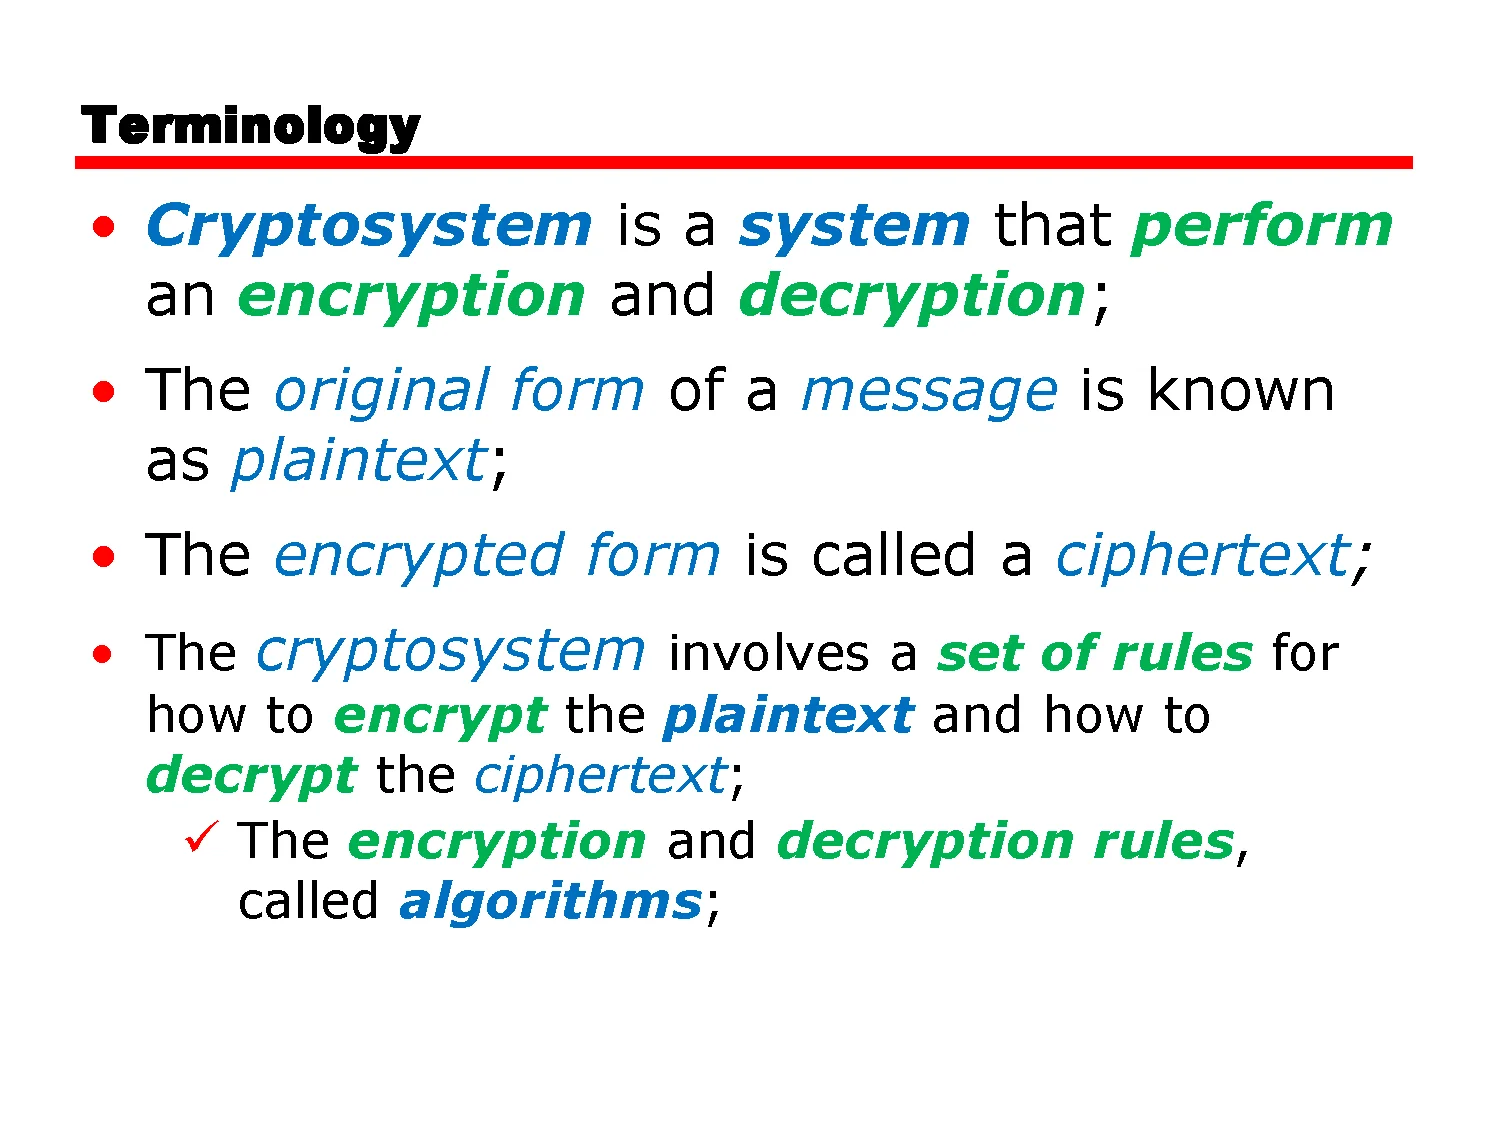 Terminology
• Cryptosystem is a system that perform
an encryption and decryption;
• The original form of a message is known
as plaintext;
• The encrypted form is called a ciphertext;
• The cryptosystem involves a set of rules for
how to encrypt the plaintext and how to
decrypt the ciphertext;
✓ The encryption and decryption rules,
called algorithms;